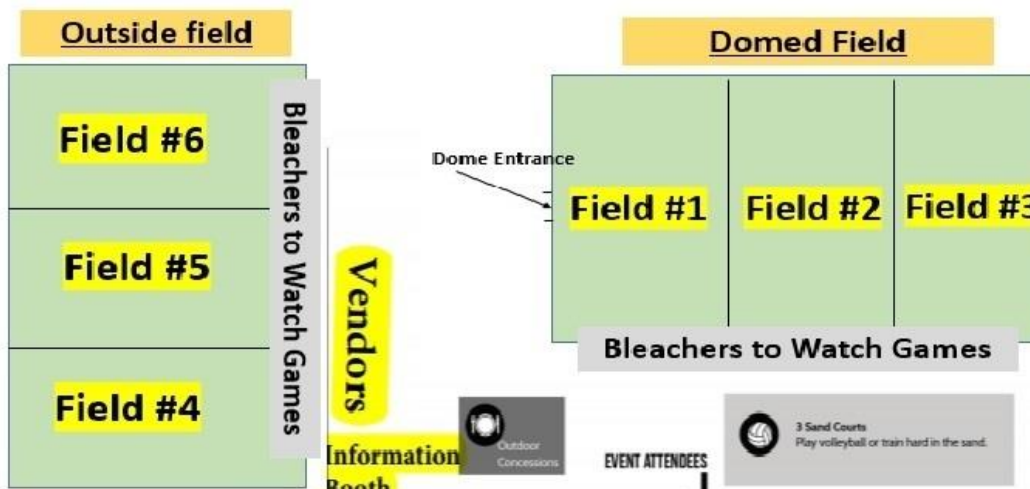 Outside field
Domed Field
Field #6
Field #5
Field #4
Bleachers to Watch Games
Vendors
Dome Entrance
Field #1
Field #2
Field #3
Bleachers to Watch Games
Information
Booth
Outdoor
Concessions
EVENT ATTENDEES
3 Sand Courts
Play volleyball or train hard in the sand.